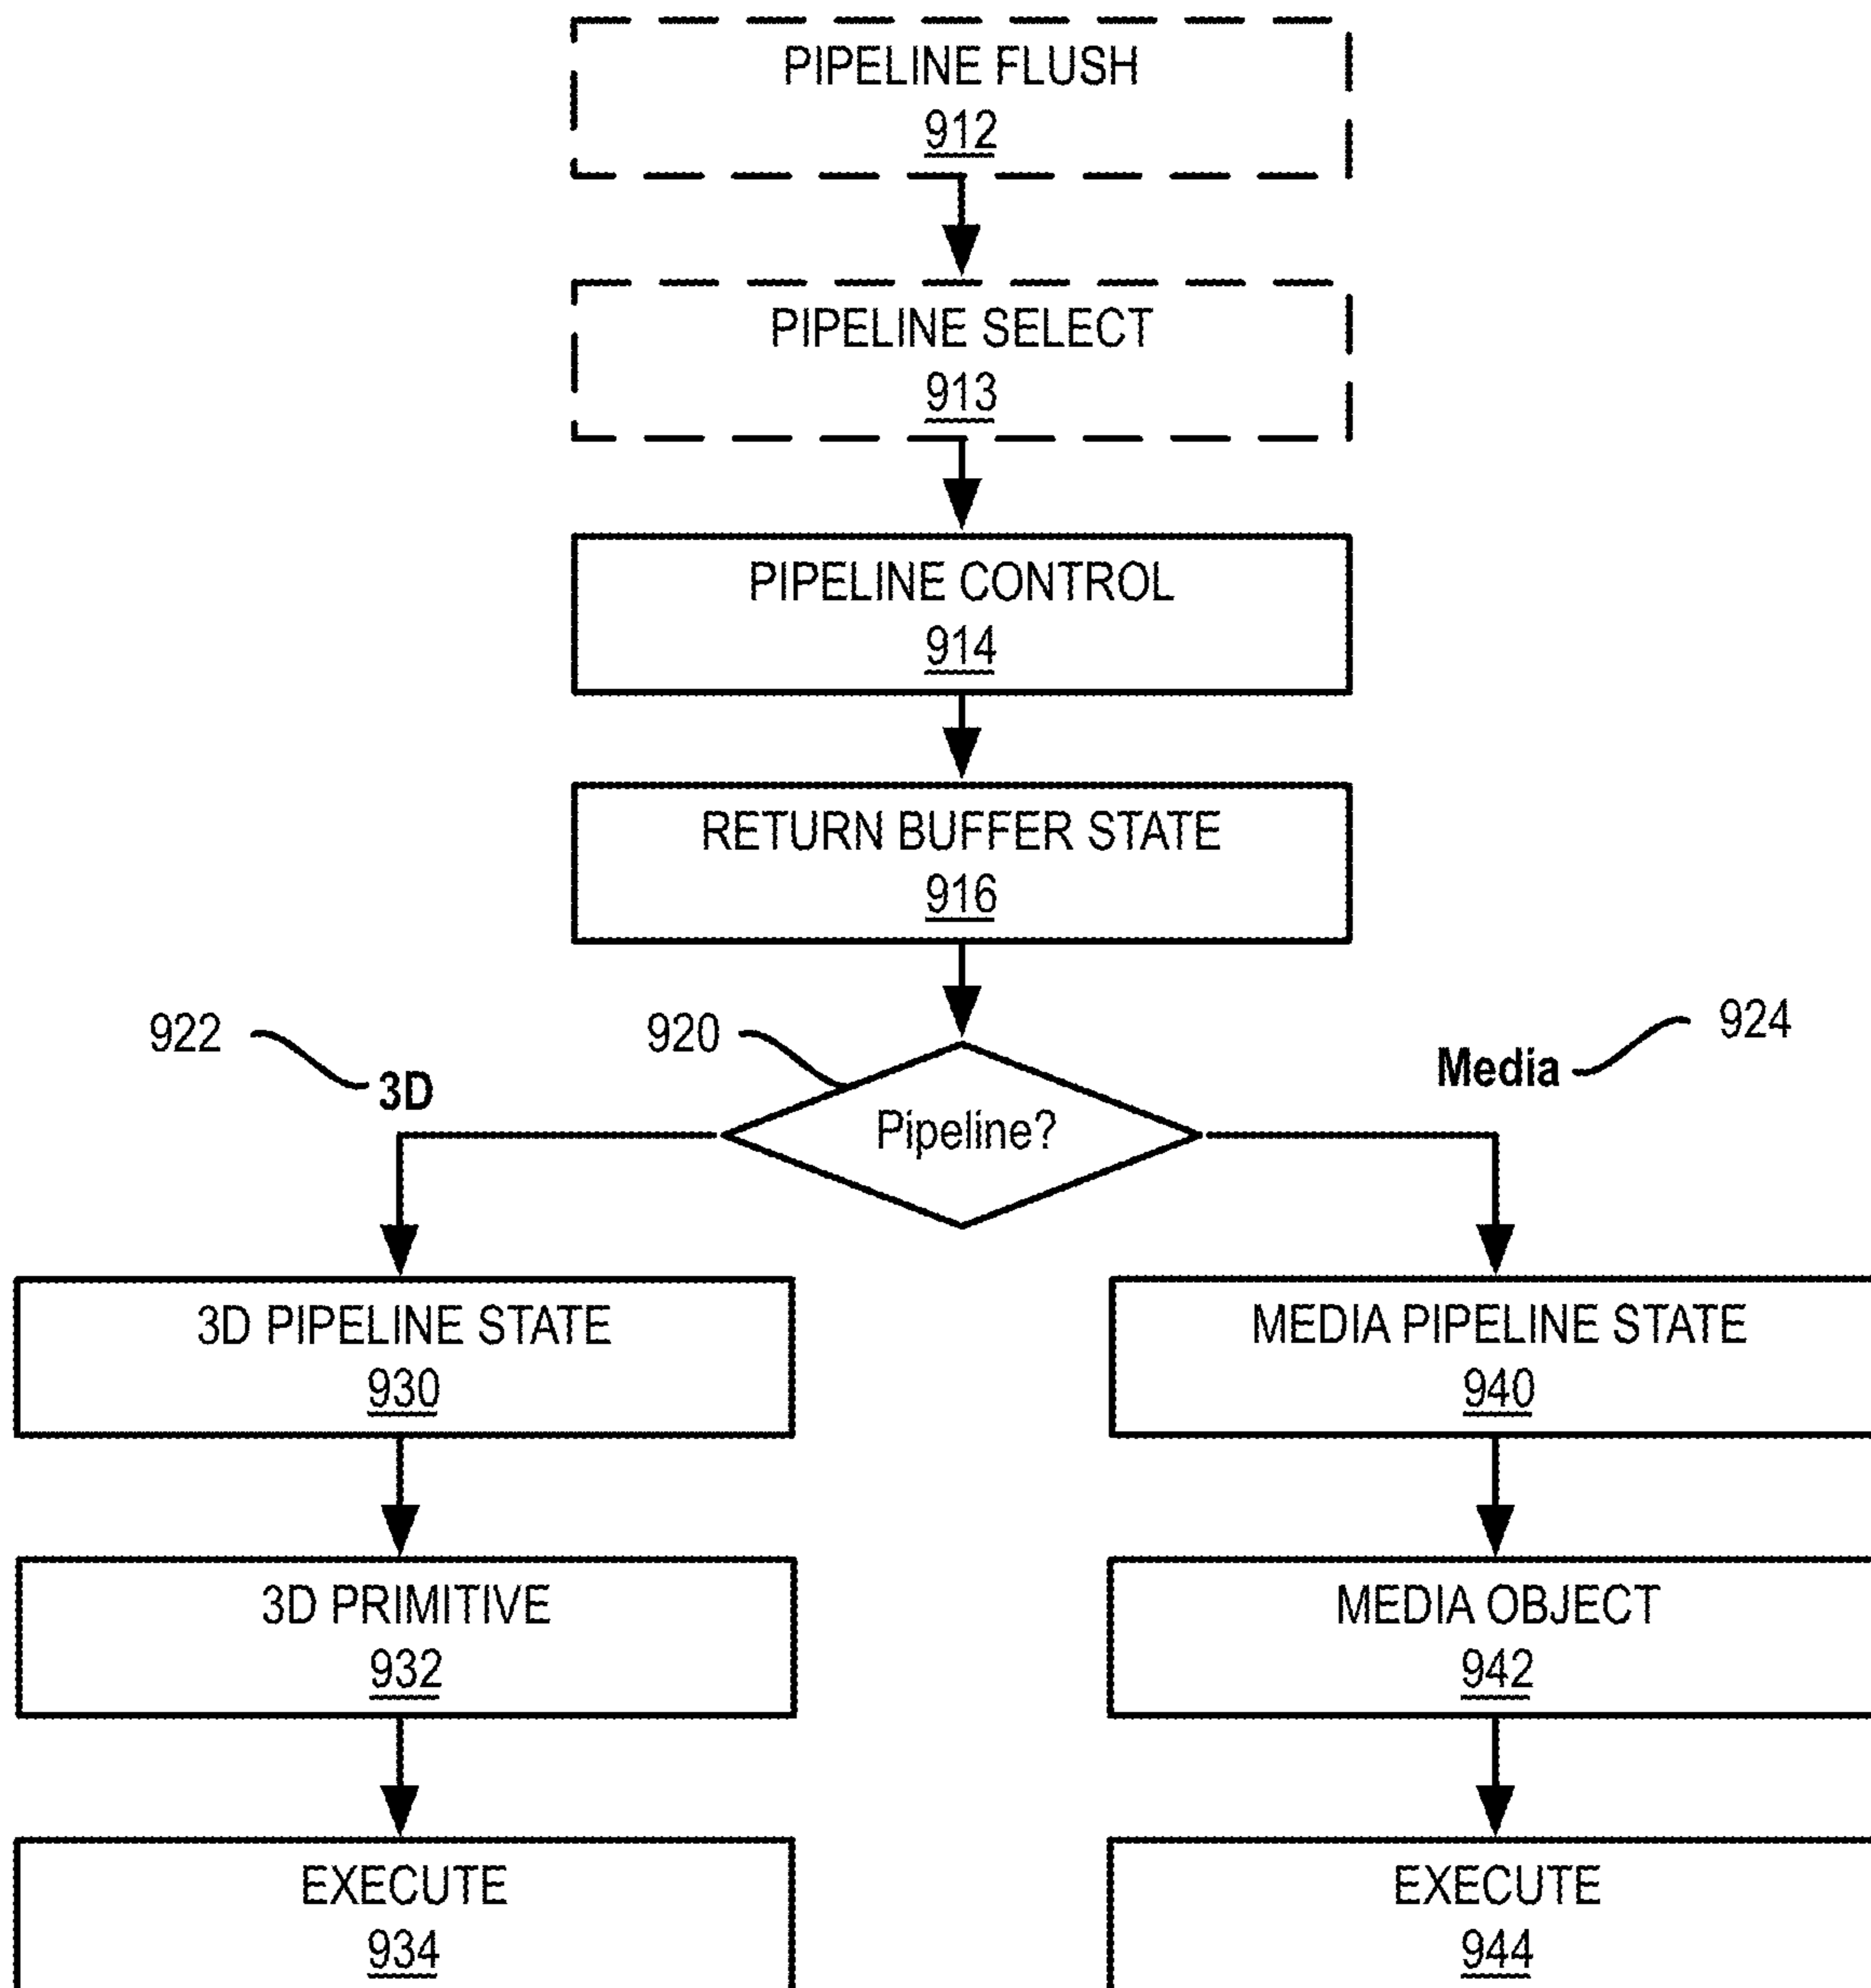 PIPELINE FLUSH
912
PIPELINE SELECT
913
PIPELINE CONTROL
914
RETURN BUFFER STATE
916
922
920
924
3D
Media
Pipeline?
3D PIPELINE STATE
930
MEDIA PIPELINE STATE
940
3D PRIMITIVE
932
MEDIA OBJECT
942
EXECUTE
934
EXECUTE
944